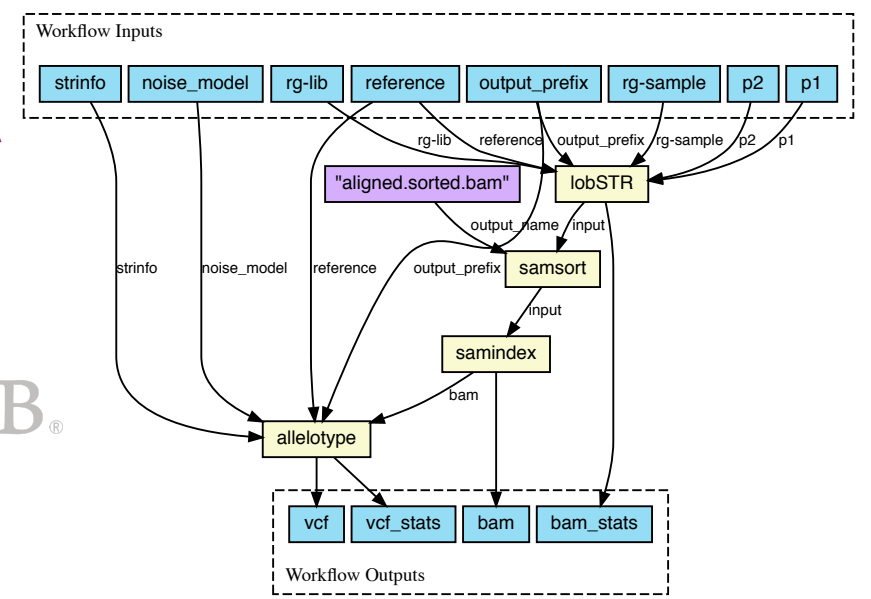 Workflow Inputs
strinfo noise_model rg-lib reference output_prefix rg-sample p2 p1
rg-lib reference output_prefix rg-sample p2 p1
"aligned.sorted.bam" lobSTR
output_name input
strinfo noise_model reference output_prefix samsort
input
samindex
bam
B®
allelotype
vcf vcf_stats bam bam_stats
Workflow Outputs